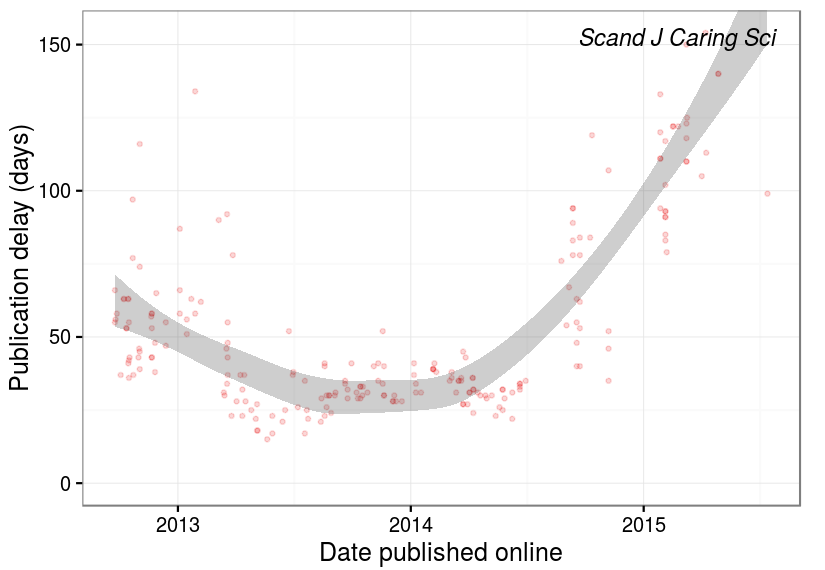 Scand J Caring Sci
150
100
50
0
Publication delay (days)
2013 2014 2015
Date published online